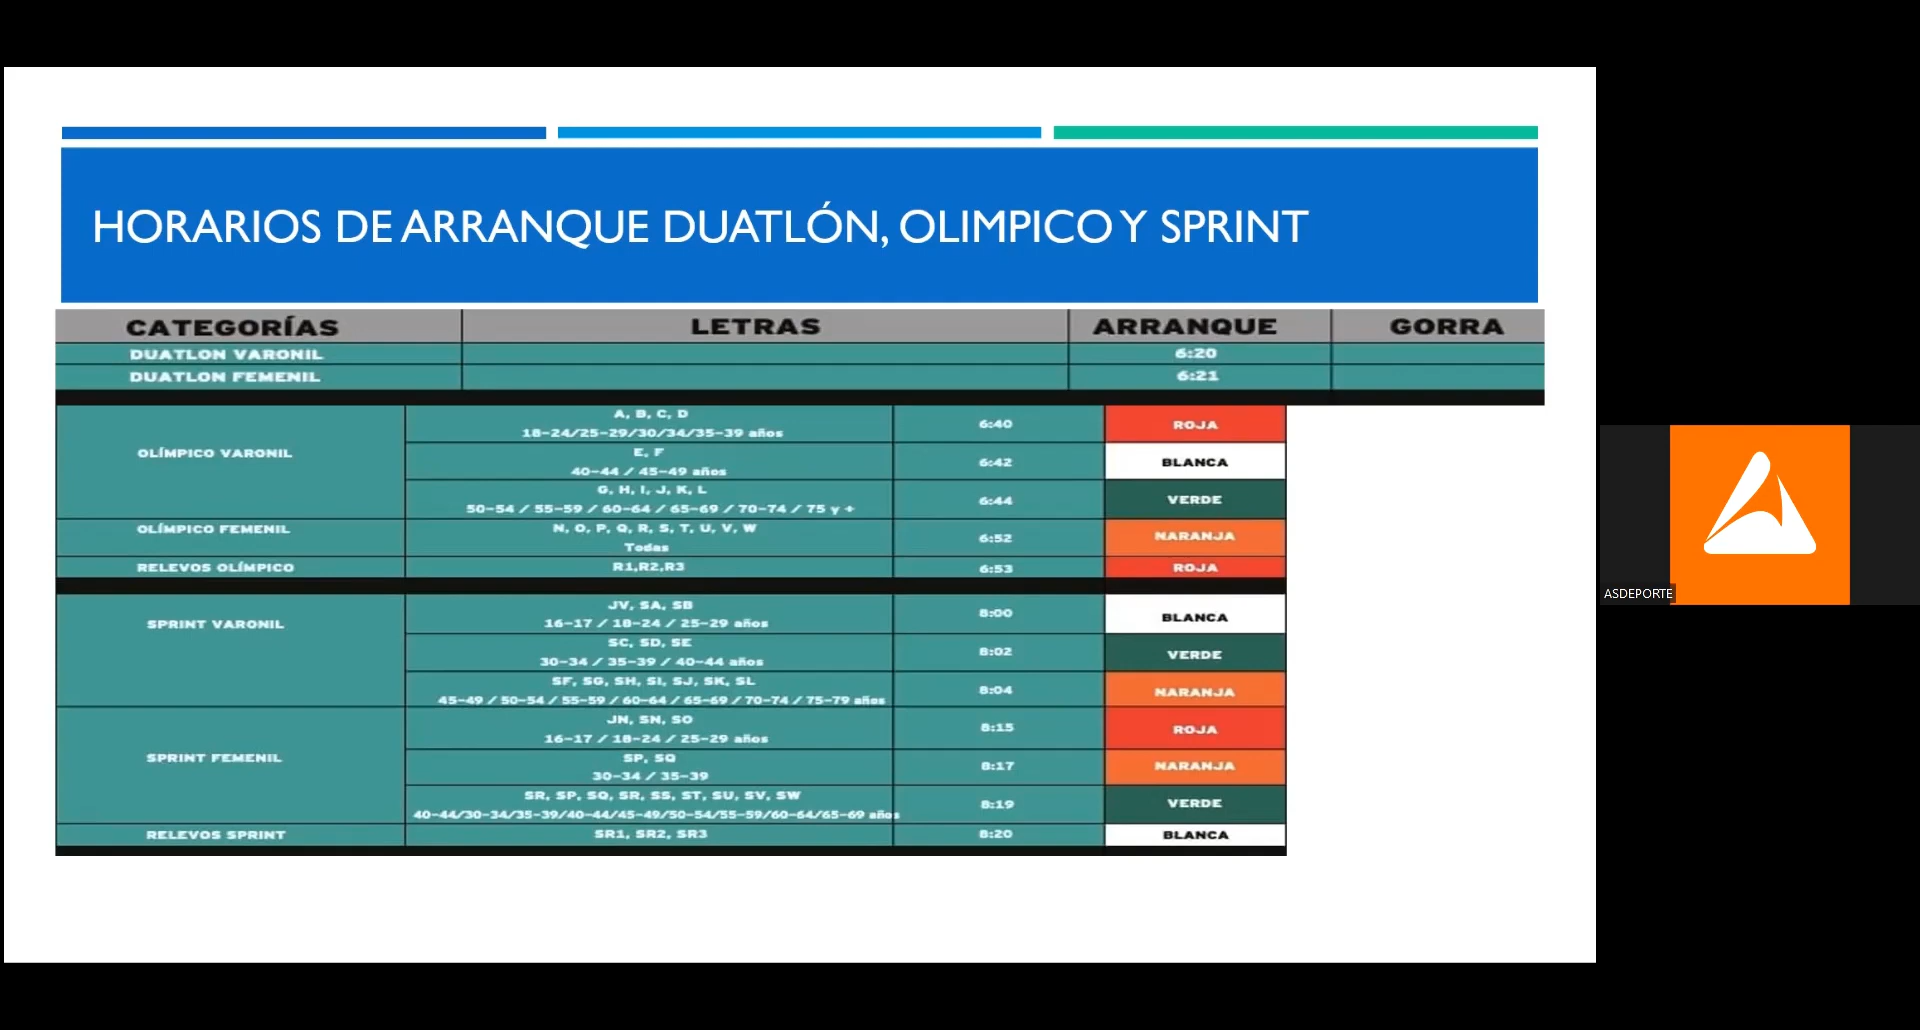 HORARIOS DE ARRANQUE DUATLÓN, OLIMPICO Y SPRINT
CATEGORÍAS LETRAS ARRANQUE GORRA
DUATLON VARONIL 6:20
DUATLON FEMENIL 6:21
OLÍMPICO VARONIL
A, B, C, D
18-24/25-29/30/34/35-39 años
6:40 ROJA
E, F
40-44 / 45-49 años
6:42 BLANCA
G, H, I, J, K, L
50-54 / 55-59 / 60-64 / 65-69 / 70-74 / 75 y +
6:44 VERDE
OLÍMPICO FEMENIL
N, O, P, Q, R, S, T, U, V, W
Todas
6:52 NARANJA
RELEVOS OLÍMPICO R1,R2,R3 6:53 ROJA
SPRINT VARONIL
JV, SA, SB
16-17 / 18-24 / 25-29 años
8:00 BLANCA
SC, SD, SE
30-34 / 35-39 / 40-44 años
8:02 VERDE
SF, SG, SH, SI, SJ, SK, SL
45-49 / 50-54 / 55-59 / 60-64 / 65-69 / 70-74 / 75-79 años
8:04 NARANJA
SPRINT FEMENIL
JN, SN, SO
16-17 / 18-24 / 25-29 años
8:15 ROJA
SP, SQ
30-34 / 35-39
8:17 NARANJA
SR, SP, SQ, SR, SS, ST, SU, SV, SW
40-44/30-34/35-39/40-44/45-49/50-54/55-59/60-64/65-69 años
8:19 VERDE
RELEVOS SPRINT SR1, SR2, SR3 8:20 BLANCA
ASDEPORTE